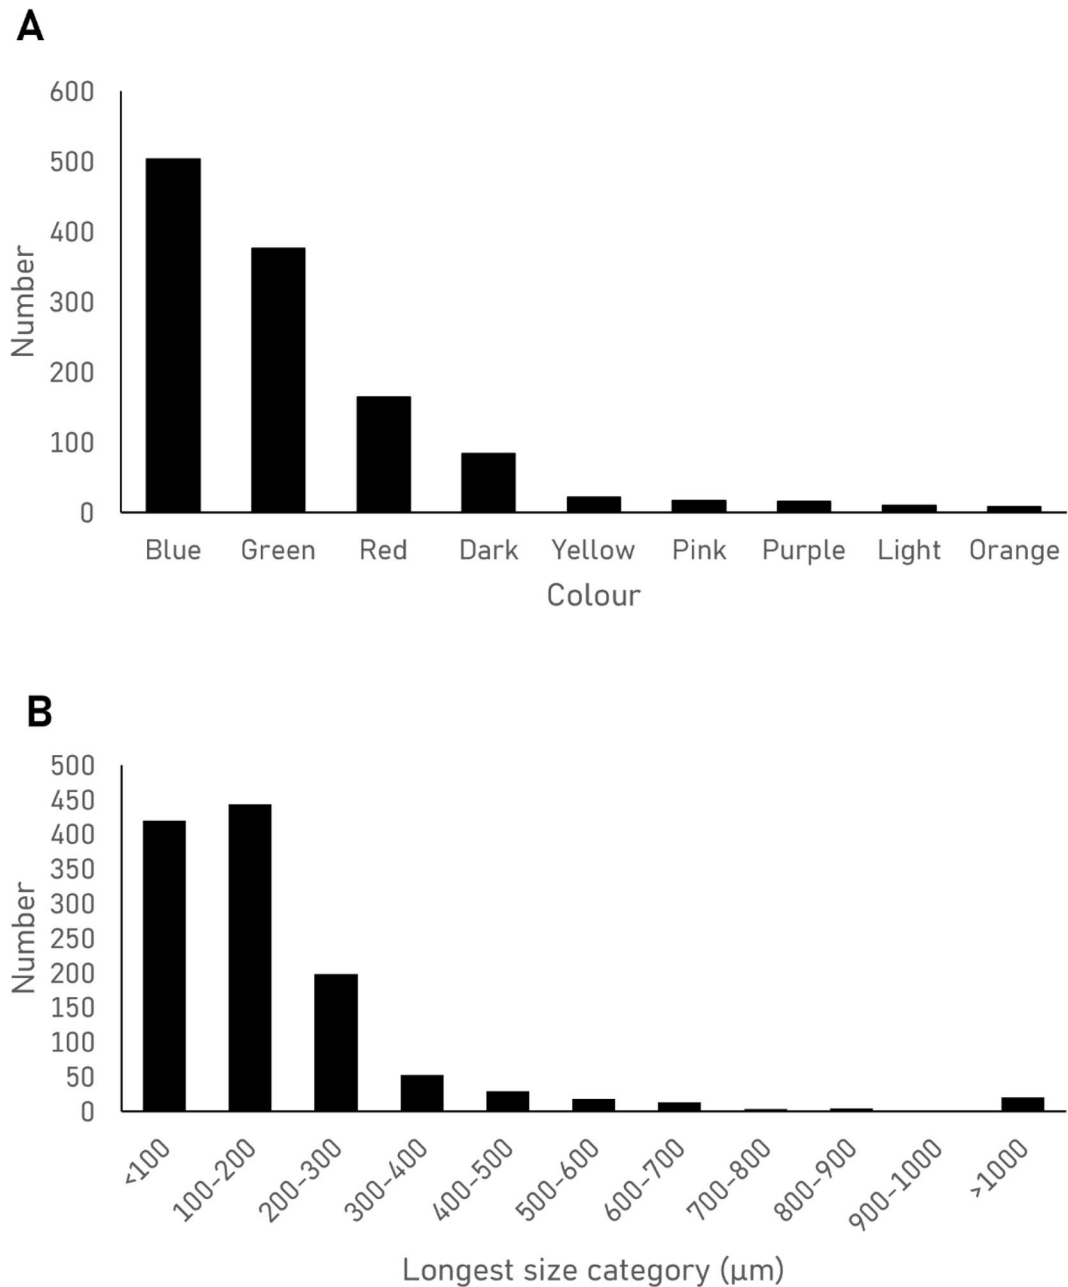 A
600
500
400
300
200
100
0
Number
Blue Green Red Dark Yellow Pink Purple Light Orange
Colour
B
500
450
400
350
300
250
200
150
100
50
0
Number
<100 100-200 200-300 300-400 400-500 500-600 600-700 700-800 800-900 900-1000 >1000
Longest size category (μm)